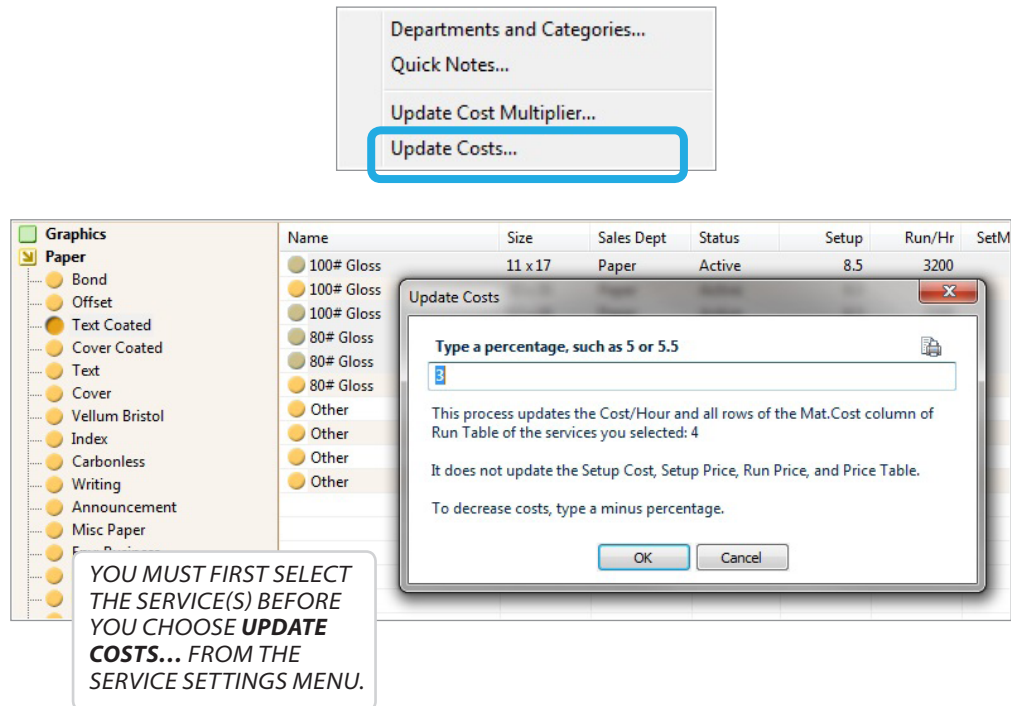 Departments and Categories...
Quick Notes...
Update Cost Multiplier...
Update Costs...
Graphics
Paper
Bond
Offset
Text Coated
Cover Coated
Text
Cover
Vellum Bristol
Index
Carbonless
Writing
Announcement
Misc Paper
Name Size Sales Dept Status Setup Run/Hr SetM
100# Gloss 11 x 17 Paper Active 8.5 3200
100# Gloss
100# Gloss
80# Gloss
80# Gloss
80# Gloss
Other
Other
Other
Other
Update Costs
Type a percentage, such as 5 or 5.5
3
This process updates the Cost/Hour and all rows of the Mat.Cost column of
Run Table of the services you selected: 4
It does not update the Setup Cost, Setup Price, Run Price, and Price Table.
To decrease costs, type a minus percentage.
OK Cancel
YOU MUST FIRST SELECT
THE SERVICE(S) BEFORE
YOU CHOOSE UPDATE
COSTS... FROM THE
SERVICE SETTINGS MENU.